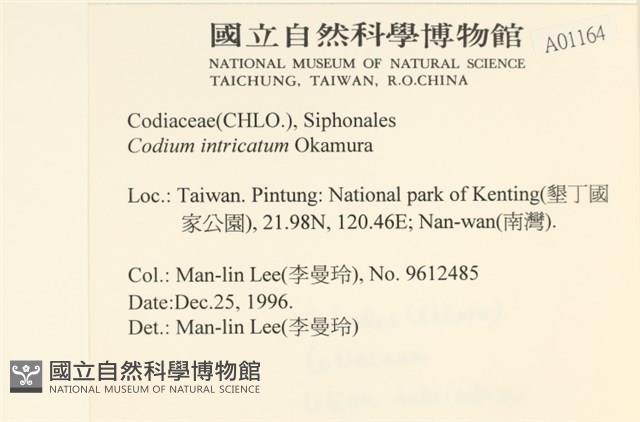 國立自然科學博物館
A01164
NATIONAL MUSEUM OF NATURAL SCIENCE
TAICHUNG, TAIWAN, R.O.CHINA
Codiaceae(CHLO.), Siphonales
Codium intricatum Okamura
Loc.: Taiwan. Pintung: National park of Kenting(墾丁國
家公園), 21.98N, 120.46E; Nan-wan(南灣).
Col.: Man-lin Lee(李曼玲), No. 9612485
Date:Dec.25, 1996.
Det.: Man-lin Lee(李曼玲)
國立自然科學博物館
NATIONAL MUSEUM OF NATURAL SCIENCE